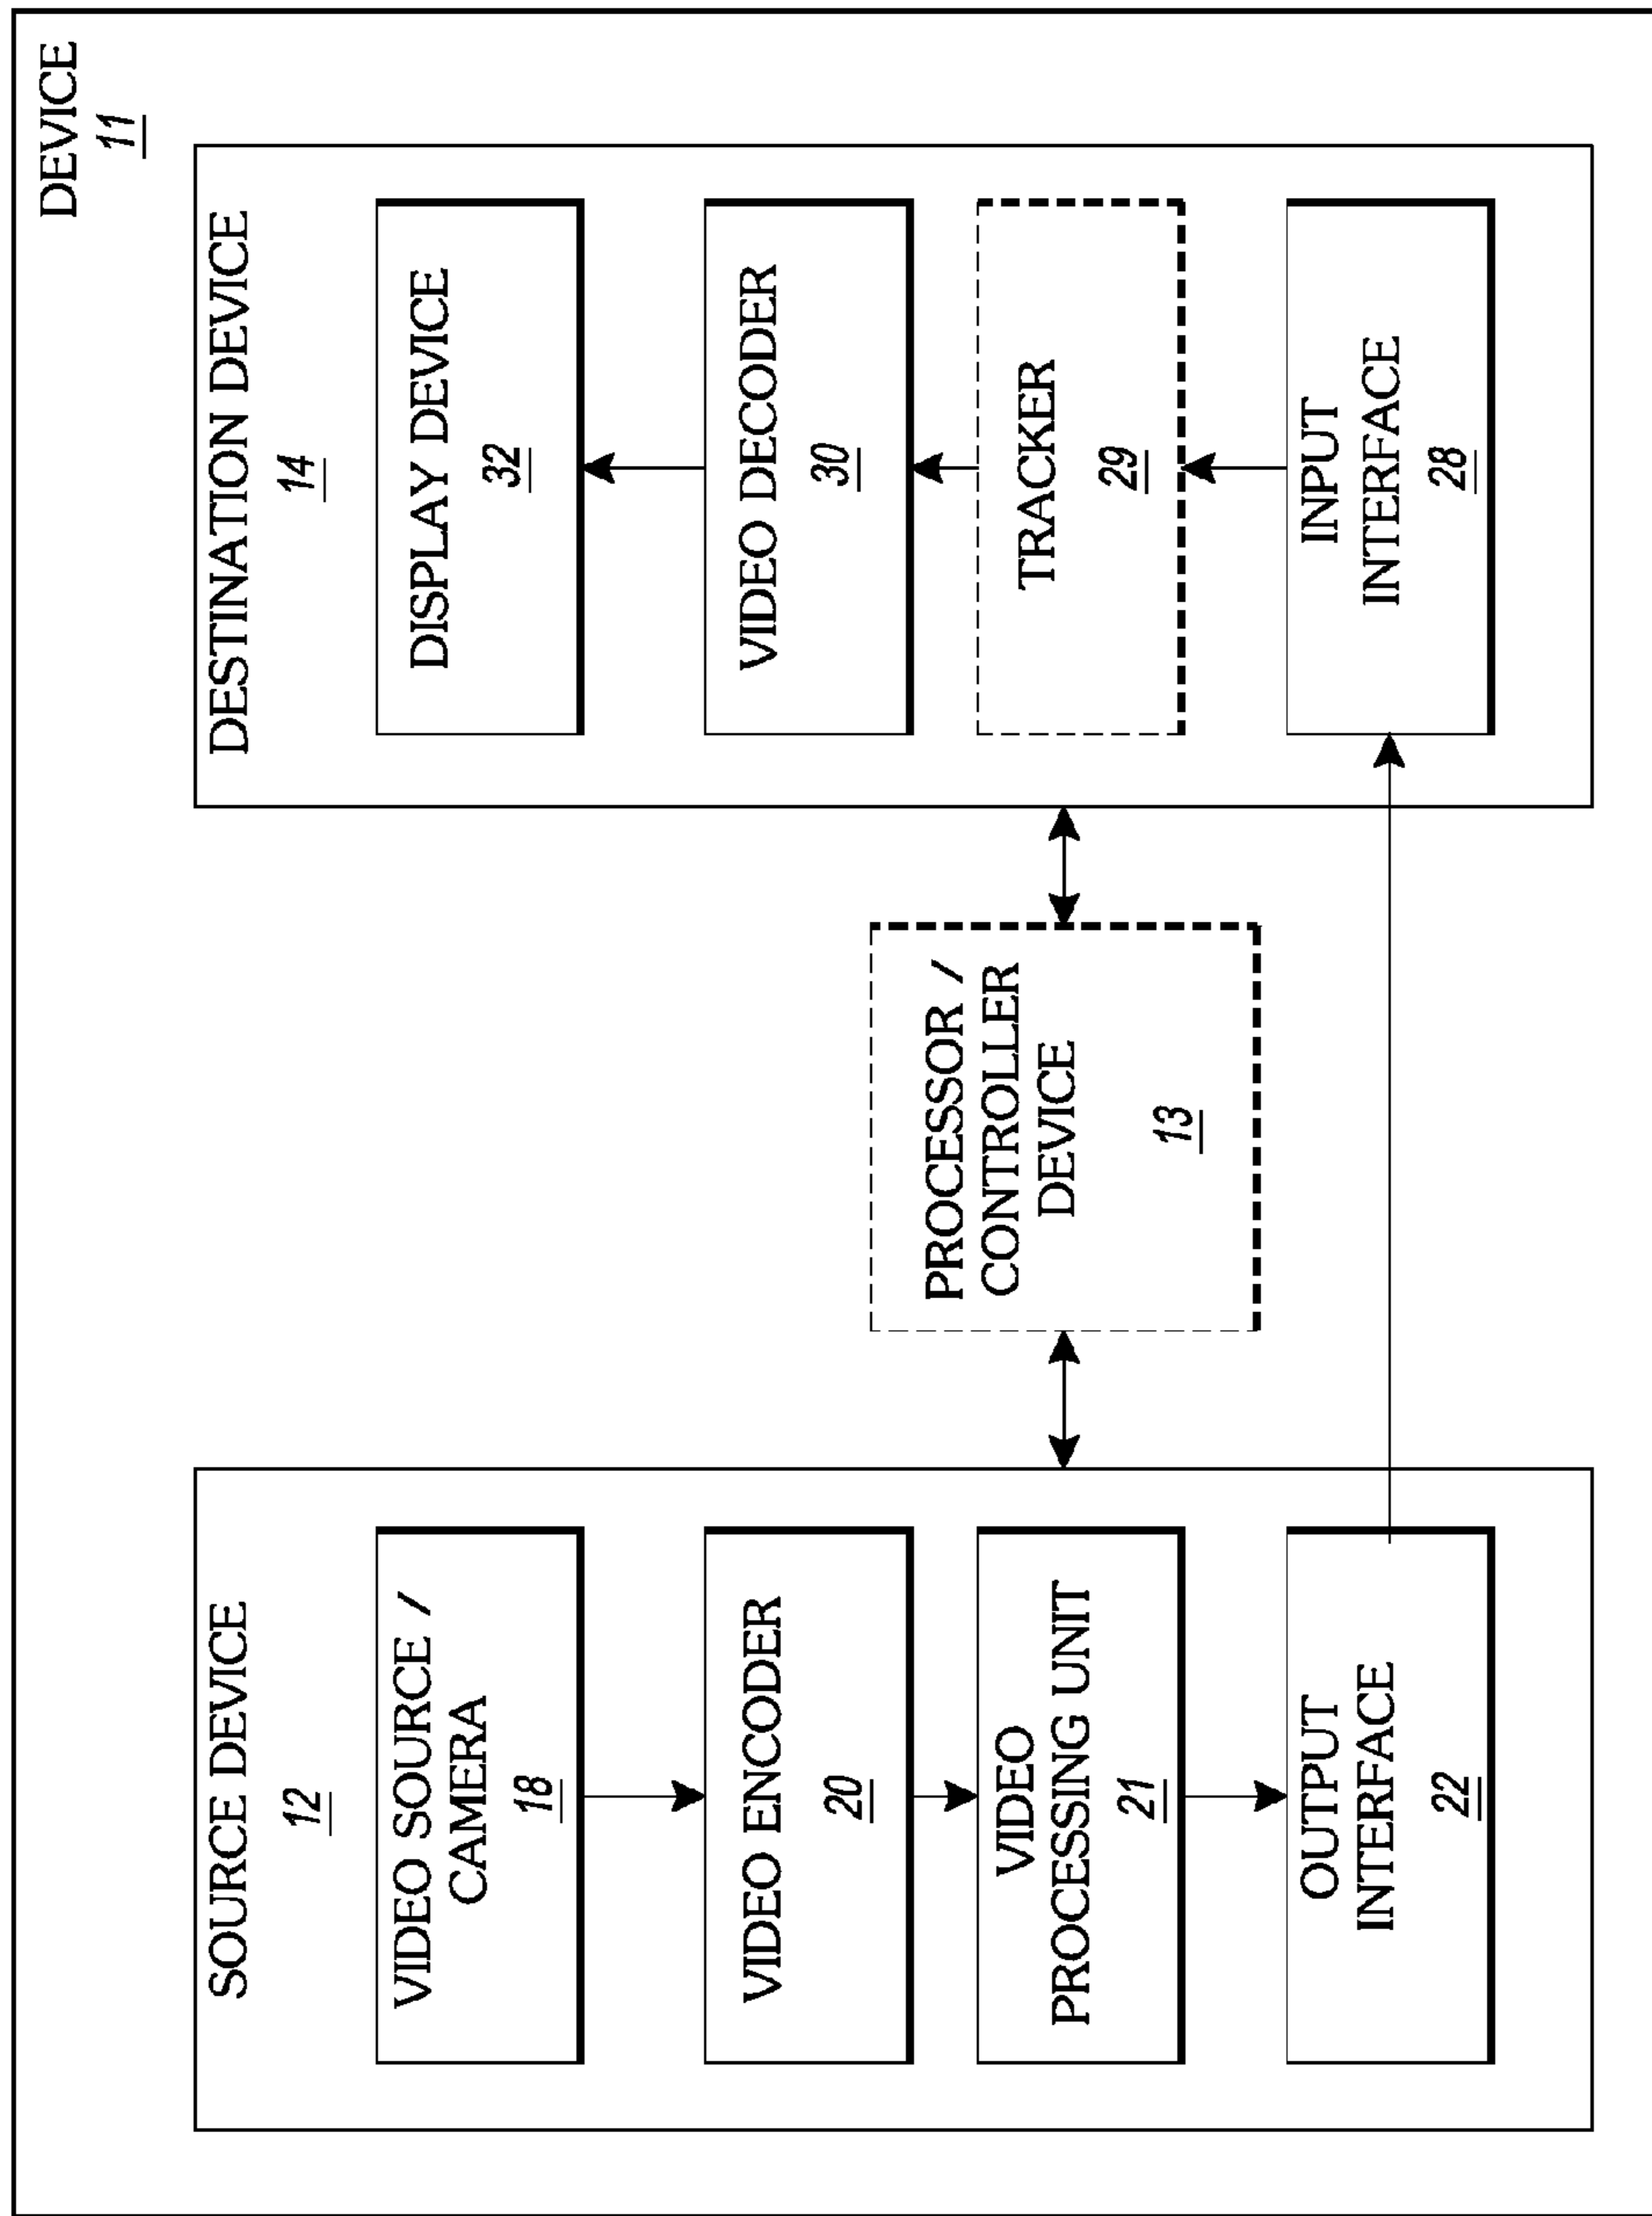 DEVICE
11
SOURCE DEVICE
12
VIDEO SOURCE /
CAMERA
18
VIDEO ENCODER
20
VIDEO
PROCESSING UNIT
21
OUTPUT
INTERFACE
22
PROCESSOR /
CONTROLLER
DEVICE
13
DESTINATION DEVICE
14
DISPLAY DEVICE
32
VIDEO DECODER
30
TRACKER
29
INPUT
INTERFACE
28